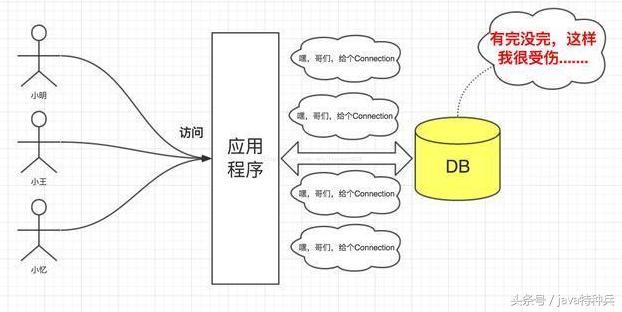 有完没完，这样
我很受伤.......
嘿，哥们，给个Connection
嘿，哥们，给个Connection
小明
访问
应用
程序
DB
小王
嘿，哥们，给个Connection
嘿，哥们，给个Connection
小忆
头条号 / java特种兵